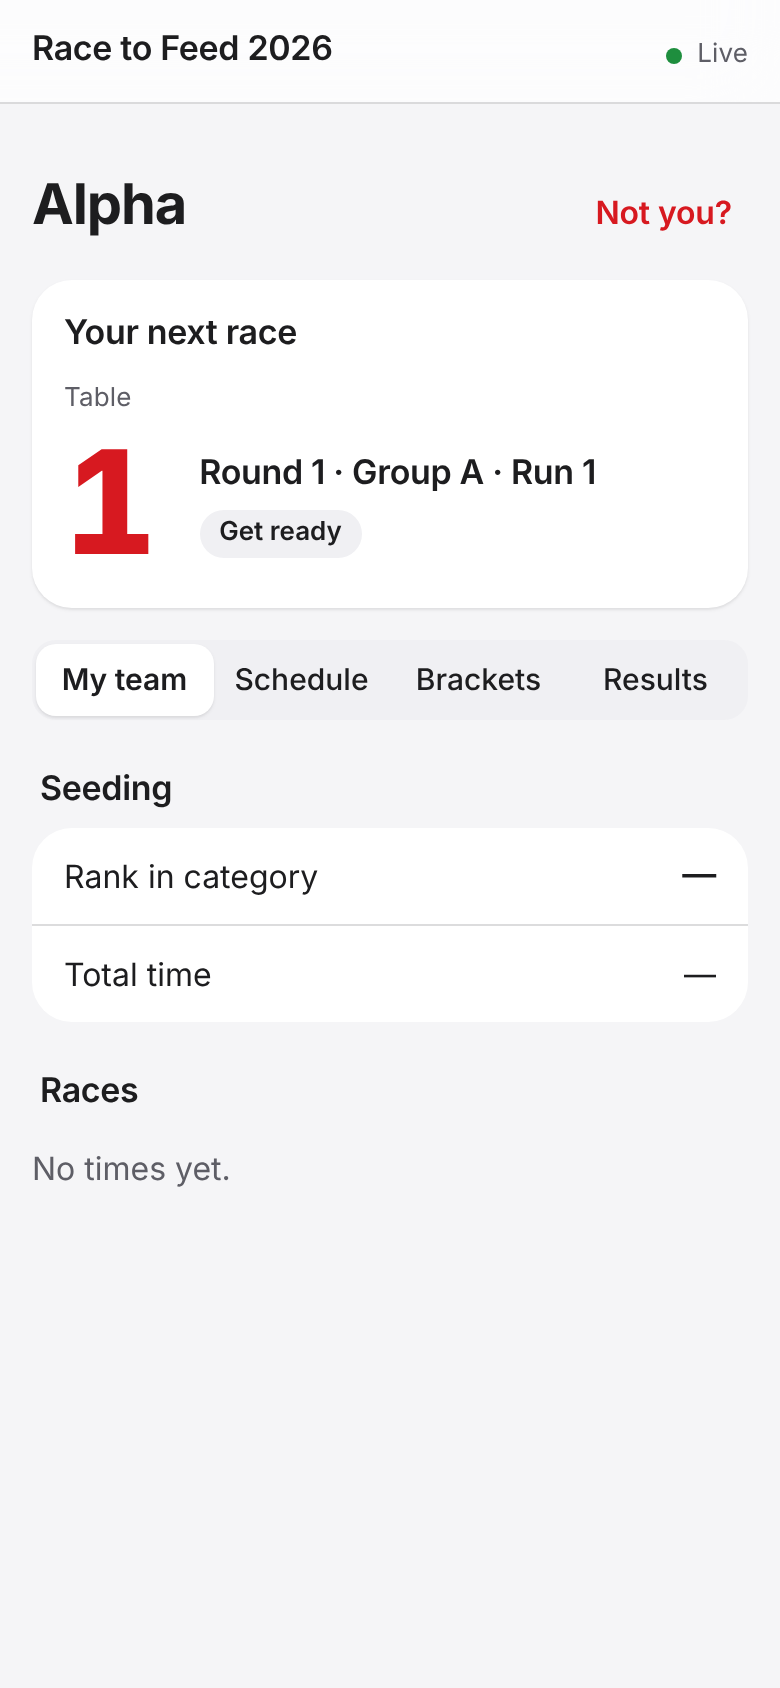 Race to Feed 2026
Live
Alpha
Not you?
Your next race
Table
1
Round 1 · Group A · Run 1
Get ready
My team
Schedule
Brackets
Results
Seeding
Rank in category —
Total time —
Races
No times yet.